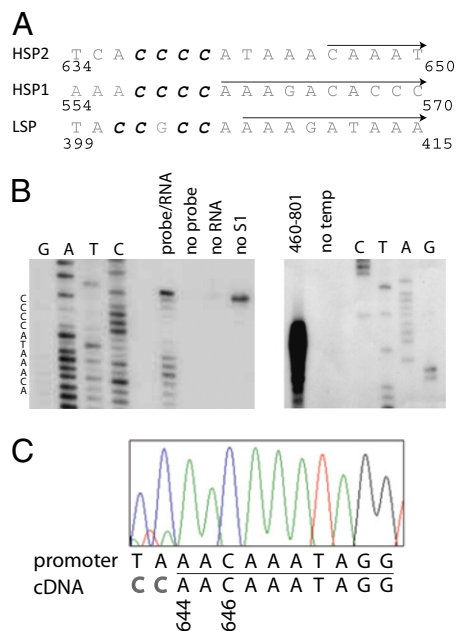 A
HSP2 T C A C C C C A T A A A C A A A T
634 650
HSP1 A A A C C C C A A A G A C A C C C
554 570
LSP T A C C G C C A A A A G A T A A A
399 415
B
G A T C probe/RNA no probe no RNA no S1
460-801 no temp C T A G
C
C
C
C
A
T
A
A
A
C
A
C
promoter T A A A C A A A T A G G
cDNA C C A A C A A A T A G G
644 646